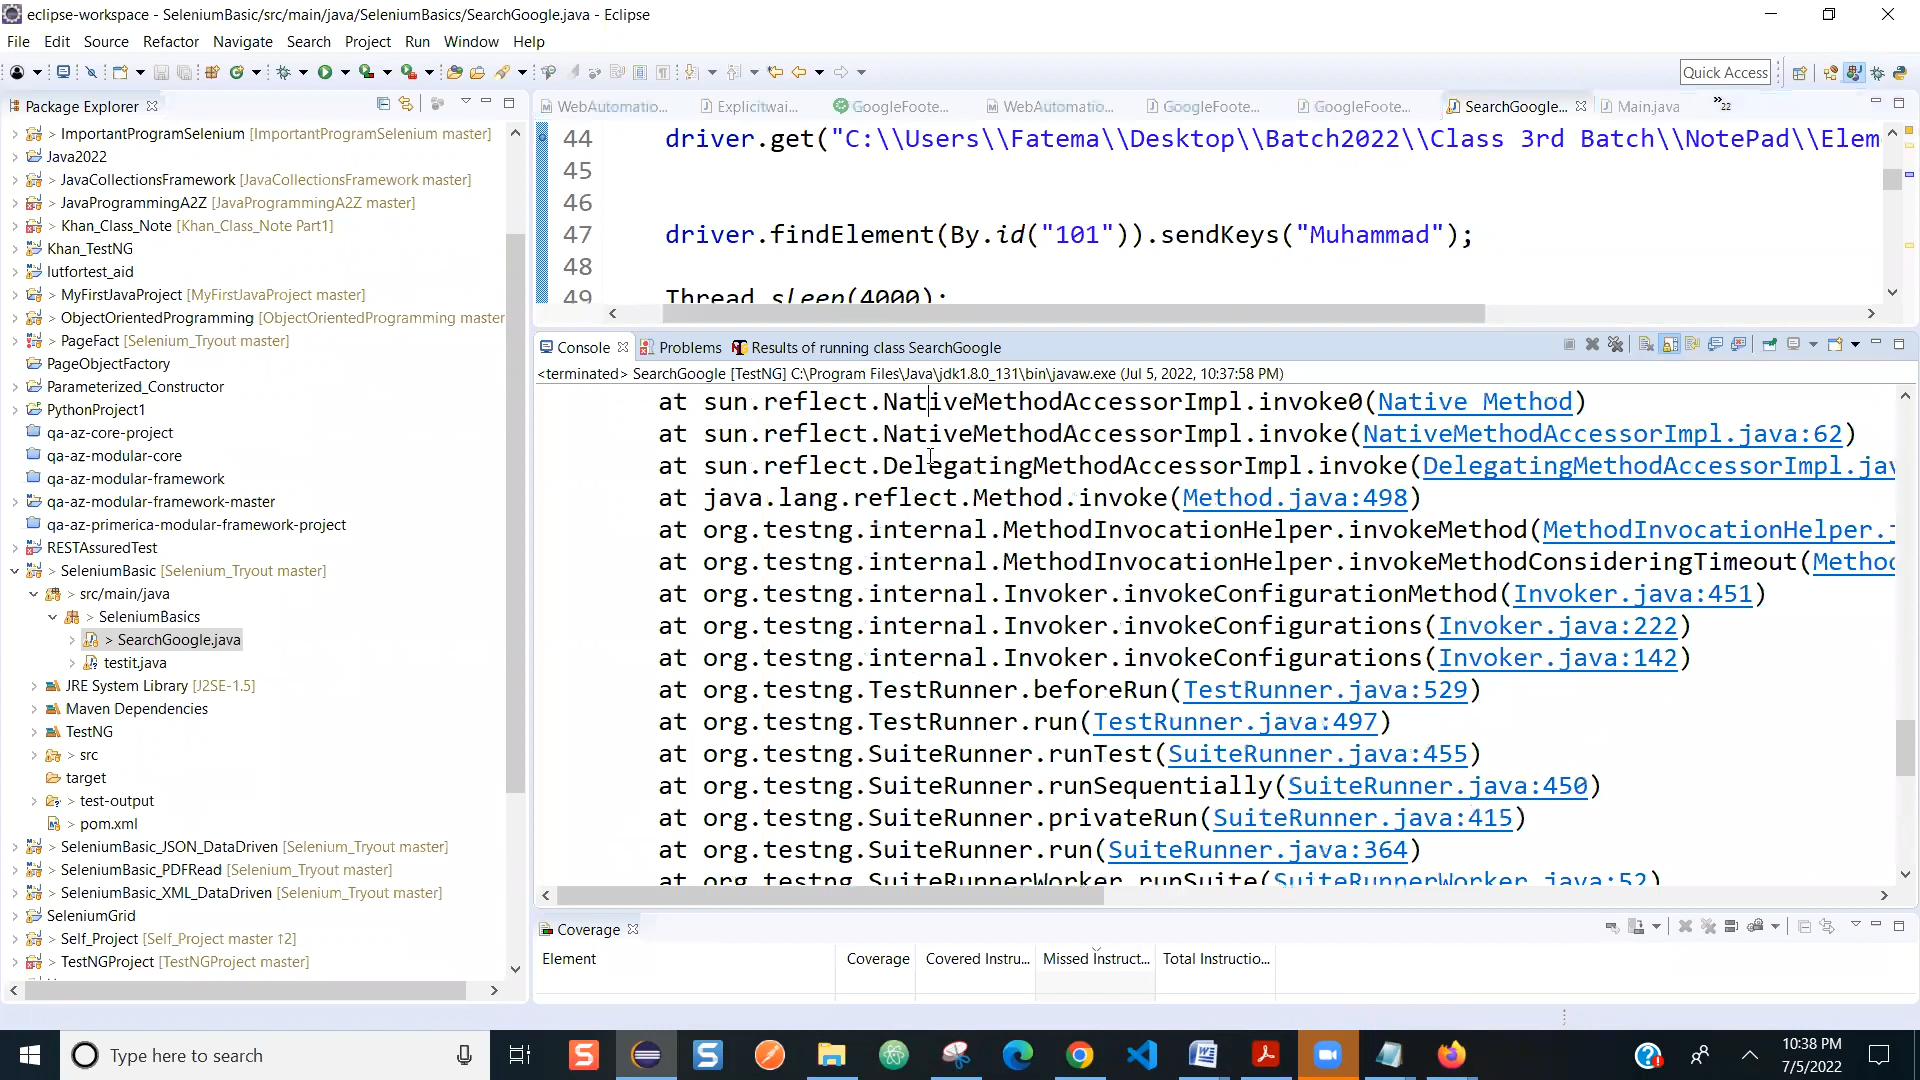 eclipse-workspace - SeleniumBasic/src/main/java/SeleniumBasics/SearchGoogle.java - Eclipse
File Edit Source Refactor Navigate Search Project Run Window Help
Quick Access
Package Explorer
> ImportantProgramSelenium [ImportantProgramSelenium master]
Java2022
> JavaCollectionsFramework [JavaCollectionsFramework master]
> JavaProgrammingA2Z [JavaProgrammingA2Z master]
> Khan_Class_Note [Khan_Class_Note Part1]
Khan_TestNG
lutfortest_aid
> MyFirstJavaProject [MyFirstJavaProject master]
> ObjectOrientedProgramming [ObjectOrientedProgramming master
> PageFact [Selenium_Tryout master]
PageObjectFactory
Parameterized_Constructor
PythonProject1
qa-az-core-project
qa-az-modular-core
qa-az-modular-framework
qa-az-modular-framework-master
qa-az-primerica-modular-framework-project
RESTAssuredTest
> SeleniumBasic [Selenium_Tryout master]
> src/main/java
> SeleniumBasics
> SearchGoogle.java
testit.java
JRE System Library [J2SE-1.5]
Maven Dependencies
TestNG
> src
target
> test-output
> pom.xml
> SeleniumBasic_JSON_DataDriven [Selenium_Tryout master]
> SeleniumBasic_PDFRead [Selenium_Tryout master]
> SeleniumBasic_XML_DataDriven [Selenium_Tryout master]
SeleniumGrid
> Self_Project [Self_Project master ↑2]
> TestNGProject [TestNGProject master]
WebAutomatio... Explicitwai... GoogleFoote... WebAutomatio... GoogleFoote... GoogleFoote... SearchGoogle... Main.java »22
44 driver.get("C:\\Users\\Fatema\\Desktop\\Batch2022\\Class 3rd Batch\\NotePad\\Elem
45
46
47 driver.findElement(By.id("101")).sendKeys("Muhammad");
48
49 Thread.sleep(4000);
Console Problems Results of running class SearchGoogle
<terminated> SearchGoogle [TestNG] C:\Program Files\Java\jdk1.8.0_131\bin\javaw.exe (Jul 5, 2022, 10:37:58 PM)
at sun.reflect.NativeMethodAccessorImpl.invoke0(Native Method)
at sun.reflect.NativeMethodAccessorImpl.invoke(NativeMethodAccessorImpl.java:62)
at sun.reflect.DelegatingMethodAccessorImpl.invoke(DelegatingMethodAccessorImpl.jav
at java.lang.reflect.Method.invoke(Method.java:498)
at org.testng.internal.MethodInvocationHelper.invokeMethod(MethodInvocationHelper.j
at org.testng.internal.MethodInvocationHelper.invokeMethodConsideringTimeout(Method
at org.testng.internal.Invoker.invokeConfigurationMethod(Invoker.java:451)
at org.testng.internal.Invoker.invokeConfigurations(Invoker.java:222)
at org.testng.internal.Invoker.invokeConfigurations(Invoker.java:142)
at org.testng.TestRunner.beforeRun(TestRunner.java:529)
at org.testng.TestRunner.run(TestRunner.java:497)
at org.testng.SuiteRunner.runTest(SuiteRunner.java:455)
at org.testng.SuiteRunner.runSequentially(SuiteRunner.java:450)
at org.testng.SuiteRunner.privateRun(SuiteRunner.java:415)
at org.testng.SuiteRunner.run(SuiteRunner.java:364)
at org.testng.SuiteRunnerWorker.runSuite(SuiteRunnerWorker.java:52)
Coverage
Element Coverage Covered Instru... Missed Instruct... Total Instructio...
Type here to search
10:38 PM
7/5/2022